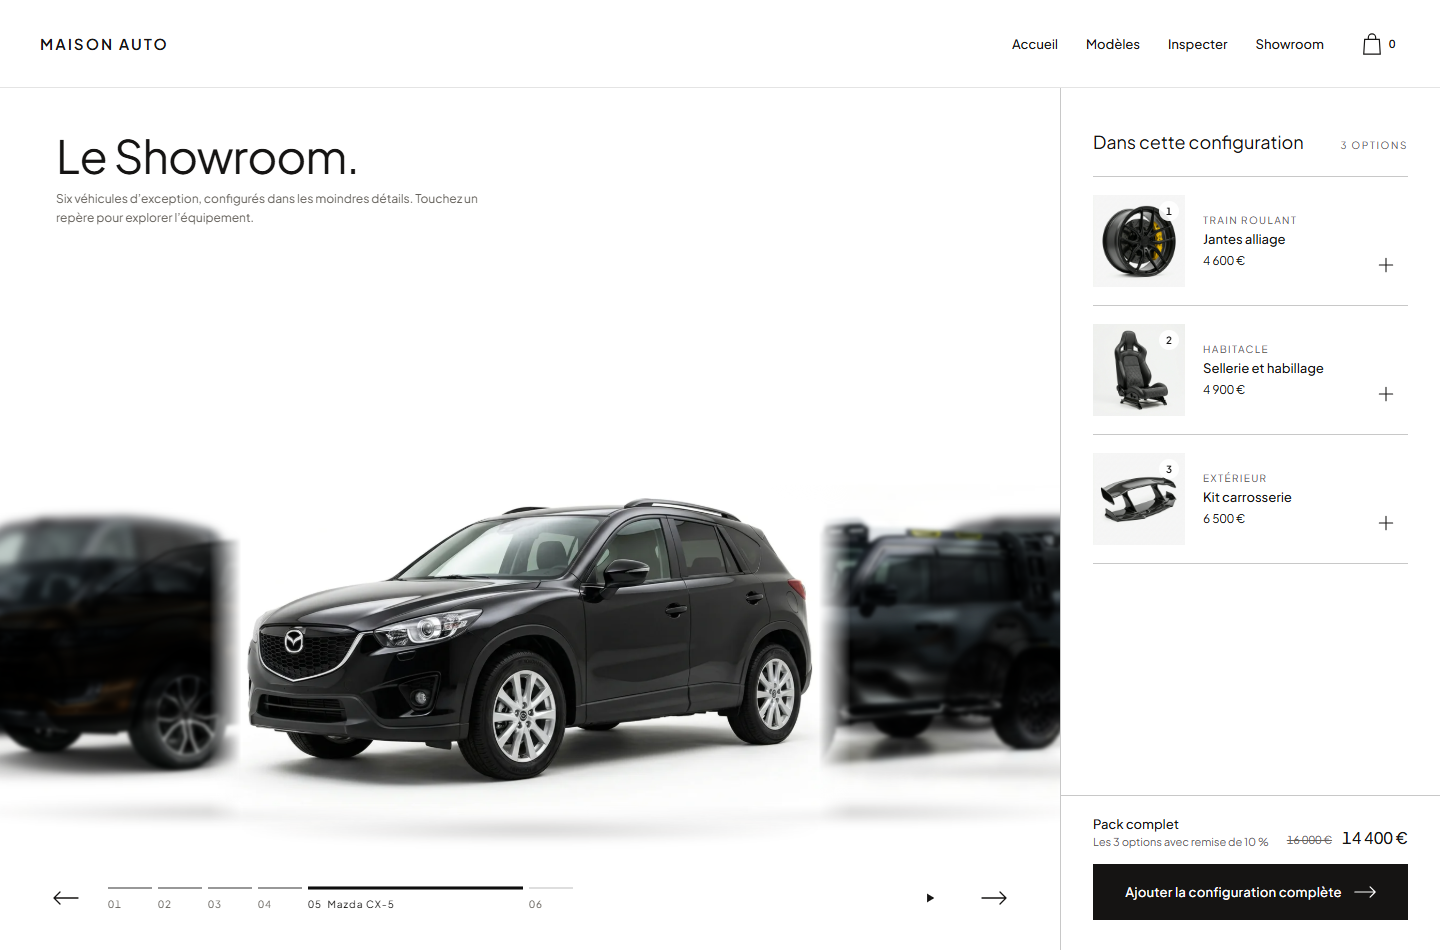 MAISON AUTO
Accueil
Modèles
Inspecter
Showroom
0
Le Showroom.
Six véhicules d'exception, configurés dans les moindres détails. Touchez un
repère pour explorer l'équipement.
Dans cette configuration
3 OPTIONS
1
TRAIN ROULANT
Jantes alliage
4 600 €
2
HABITACLE
Sellerie et habillage
4 900 €
3
EXTÉRIEUR
Kit carrosserie
6 500 €
Pack complet
Les 3 options avec remise de 10 %
16 000 €
14 400 €
Ajouter la configuration complète
01
02
03
04
05 Mazda CX-5
06